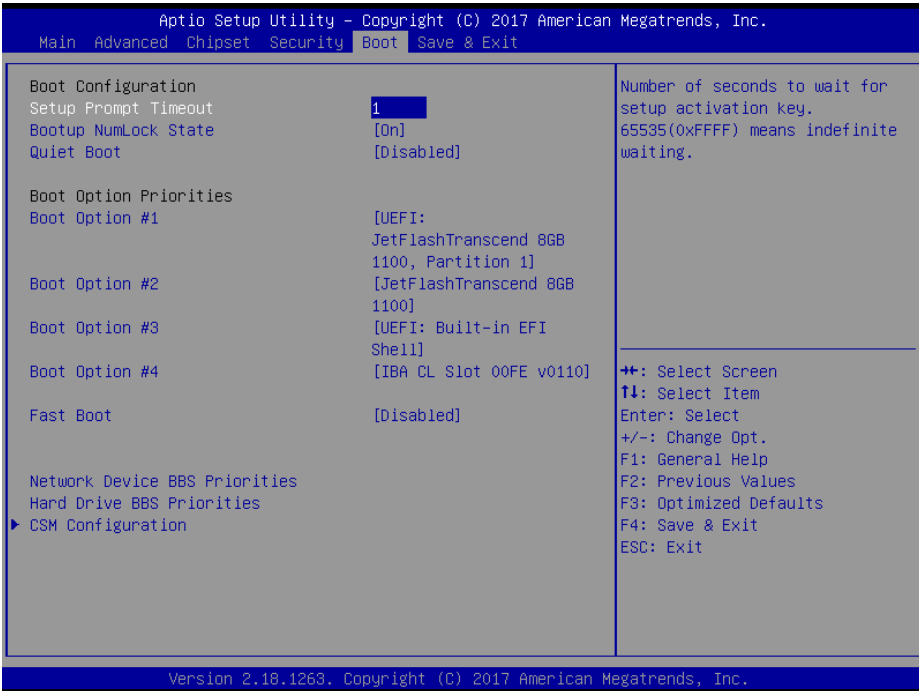 Aptio Setup Utility – Copyright (C) 2017 American Megatrends, Inc.
Main Advanced Chipset Security Boot Save & Exit
Boot Configuration
Setup Prompt Timeout 1
Bootup NumLock State [On]
Quiet Boot [Disabled]
Boot Option Priorities
Boot Option #1 [UEFI:
JetFlashTranscend 8GB
1100, Partition 1]
Boot Option #2 [JetFlashTranscend 8GB
1100]
Boot Option #3 [UEFI: Built-in EFI
Shell]
Boot Option #4 [IBA CL Slot 00FE v0110]
Fast Boot [Disabled]
Network Device BBS Priorities
Hard Drive BBS Priorities
CSM Configuration
Number of seconds to wait for
setup activation key.
65535(0xFFFF) means indefinite
waiting.
→←: Select Screen
↑↓: Select Item
Enter: Select
+/-: Change Opt.
F1: General Help
F2: Previous Values
F3: Optimized Defaults
F4: Save & Exit
ESC: Exit
Version 2.18.1263. Copyright (C) 2017 American Megatrends, Inc.